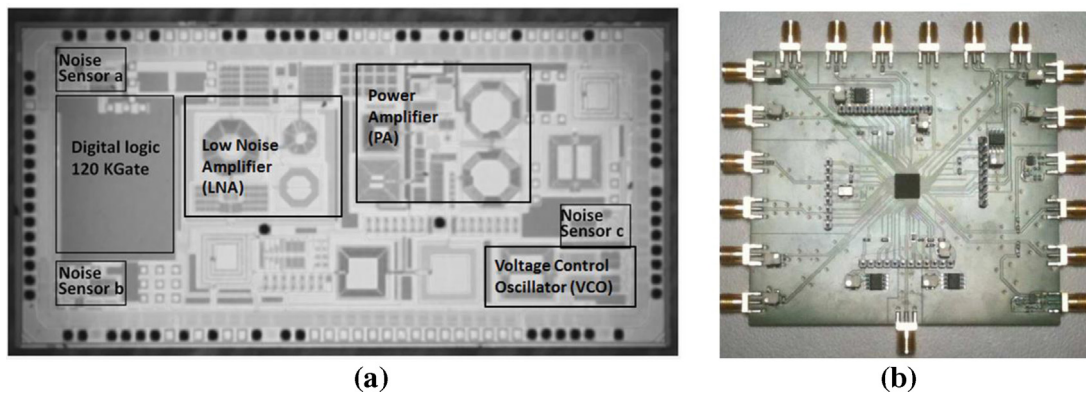 Noise
Sensor a
Digital logic
120 KGate
Low Noise
Amplifier
(LNA)
Power
Amplifier
(PA)
Noise
Sensor c
Noise
Sensor b
Voltage Control
Oscillator (VCO)
(a)
(b)